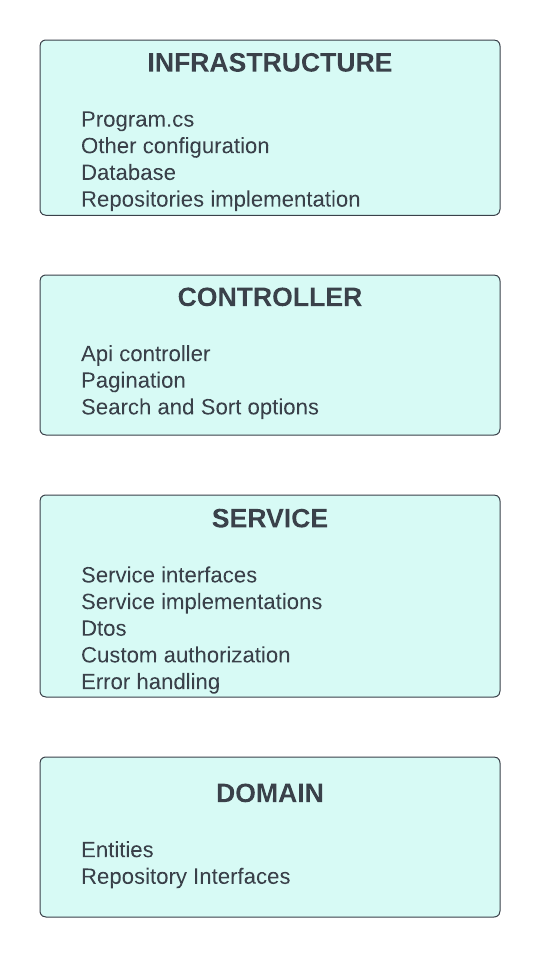 INFRASTRUCTURE
Program.cs
Other configuration
Database
Repositories implementation
CONTROLLER
Api controller
Pagination
Search and Sort options
SERVICE
Service interfaces
Service implementations
Dtos
Custom authorization
Error handling
DOMAIN
Entities
Repository Interfaces